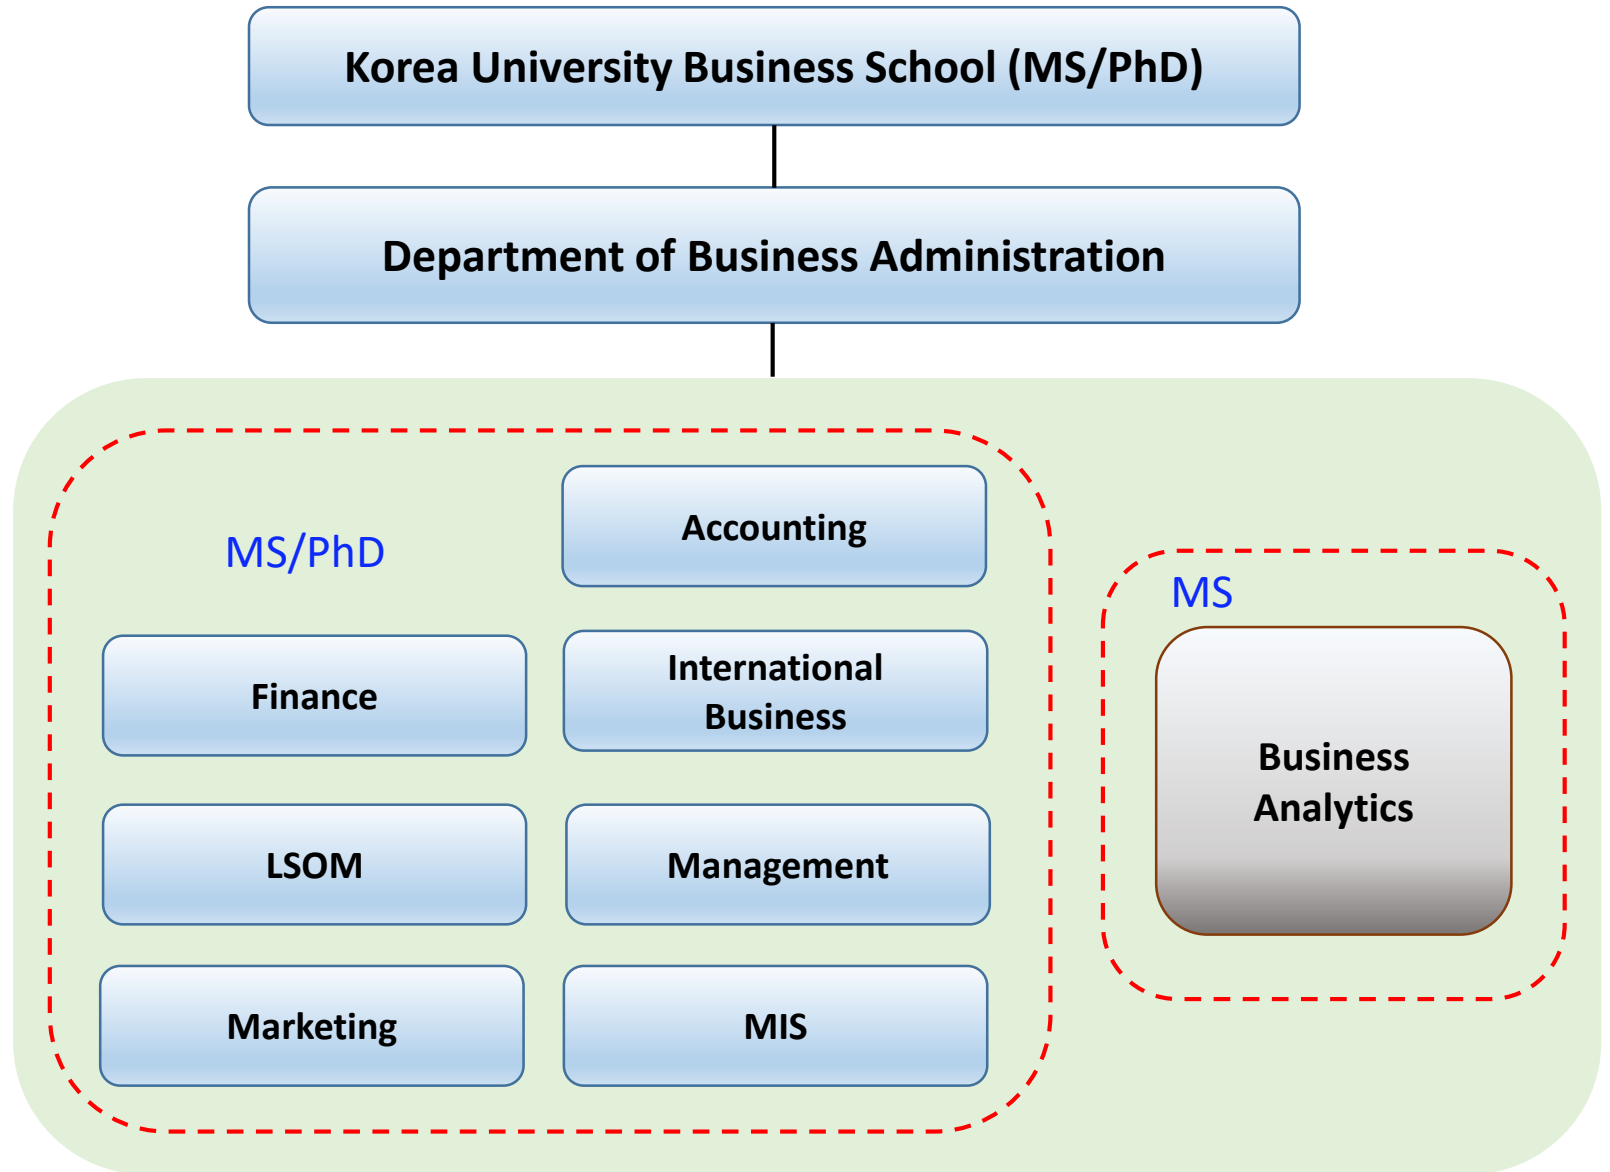 Korea University Business School (MS/PhD)
Department of Business Administration
MS/PhD
Accounting
Finance
International
Business
LSOM
Management
Marketing
MIS
MS
Business
Analytics